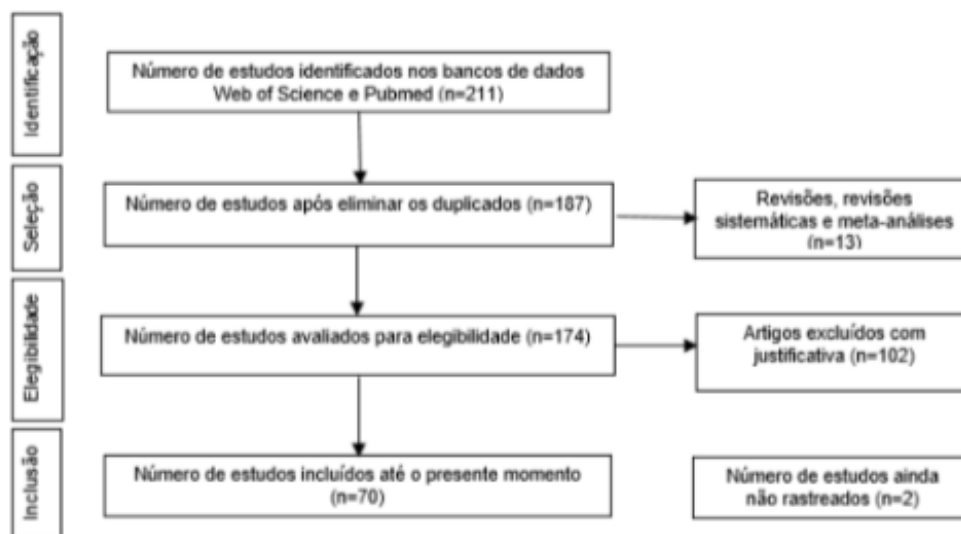 Identificação
Número de estudos identificados nos bancos de dados
Web of Science e Pubmed (n=211)
Seleção
Número de estudos após eliminar os duplicados (n=187)
Revisões, revisões
sistemáticas e meta-análises
(n=13)
Elegibilidade
Número de estudos avaliados para elegibilidade (n=174)
Artigos excluídos com
justificativa (n=102)
Inclusão
Número de estudos incluídos até o presente momento
(n=70)
Número de estudos ainda
não rastreados (n=2)